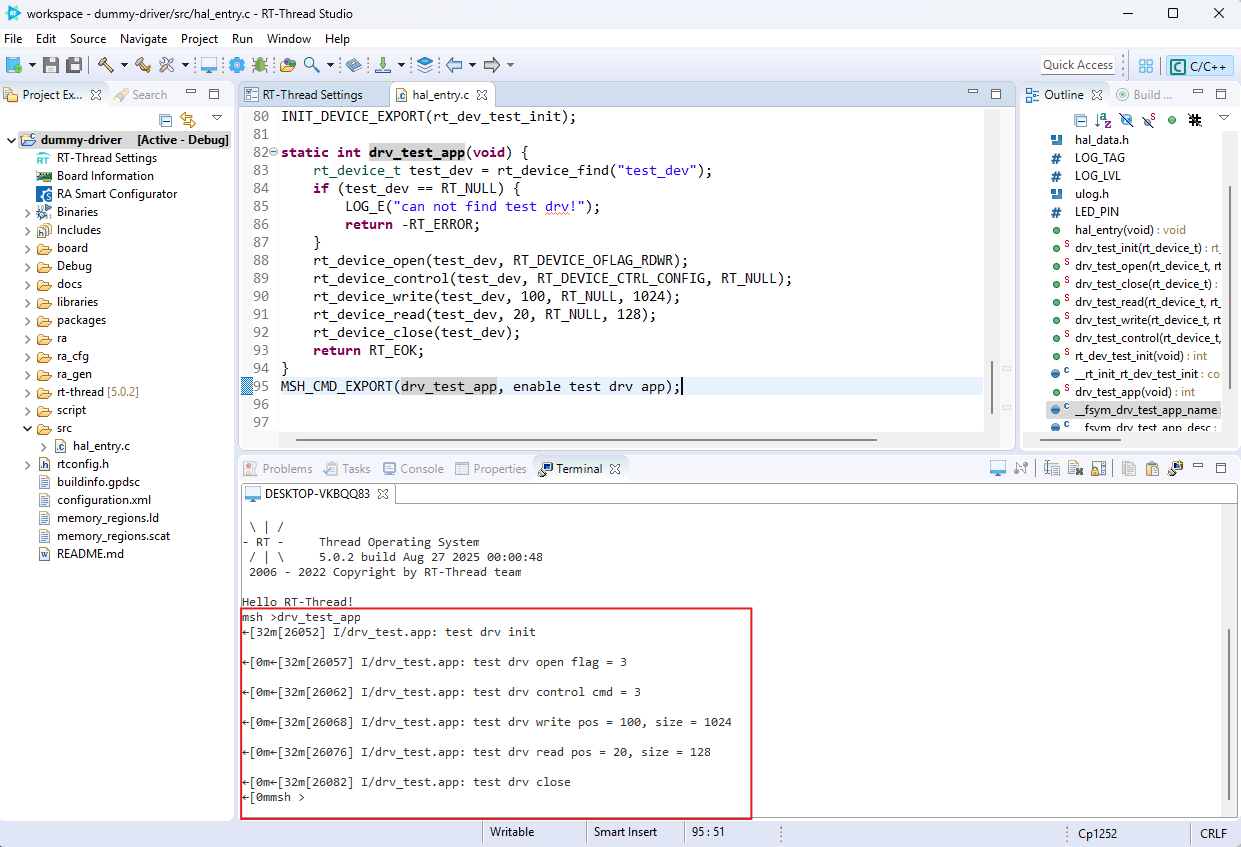 workspace - dummy-driver/src/hal_entry.c - RT-Thread Studio
File Edit Source Navigate Project Run Window Help
Quick Access
C/C++
Project Ex...
Search
dummy-driver [Active - Debug]
RT-Thread Settings
Board Information
RA Smart Configurator
Binaries
Includes
board
Debug
docs
libraries
packages
ra
ra_cfg
ra_gen
rt-thread [5.0.2]
script
src
hal_entry.c
rtconfig.h
buildinfo.gpdsc
configuration.xml
memory_regions.ld
memory_regions.scat
README.md
RT-Thread Settings
hal_entry.c
80 INIT_DEVICE_EXPORT(rt_dev_test_init);
81
82 static int drv_test_app(void) {
83 rt_device_t test_dev = rt_device_find("test_dev");
84 if (test_dev == RT_NULL) {
85 LOG_E("can not find test drv!");
86 return -RT_ERROR;
87 }
88 rt_device_open(test_dev, RT_DEVICE_OFLAG_RDWR);
89 rt_device_control(test_dev, RT_DEVICE_CTRL_CONFIG, RT_NULL);
90 rt_device_write(test_dev, 100, RT_NULL, 1024);
91 rt_device_read(test_dev, 20, RT_NULL, 128);
92 rt_device_close(test_dev);
93 return RT_EOK;
94 }
95 MSH_CMD_EXPORT(drv_test_app, enable test drv app);
96
97
Outline
Build ...
hal_data.h
LOG_TAG
LOG_LVL
ulog.h
LED_PIN
hal_entry(void) : void
drv_test_init(rt_device_t) : rt_
drv_test_open(rt_device_t, rt
drv_test_close(rt_device_t) :
drv_test_read(rt_device_t, rt_
drv_test_write(rt_device_t, rt
drv_test_control(rt_device_t,
rt_dev_test_init(void) : int
__rt_init_rt_dev_test_init : co
drv_test_app(void) : int
__fsym_drv_test_app_name
__fsym_drv_test_app_desc :
Problems
Tasks
Console
Properties
Terminal
DESKTOP-VKBQQ83
\ | /
- RT - Thread Operating System
/ | \ 5.0.2 build Aug 27 2025 00:00:48
2006 - 2022 Copyright by RT-Thread team
Hello RT-Thread!
msh >drv_test_app
←[32m[26052] I/drv_test.app: test drv init
←[0m←[32m[26057] I/drv_test.app: test drv open flag = 3
←[0m←[32m[26062] I/drv_test.app: test drv control cmd = 3
←[0m←[32m[26068] I/drv_test.app: test drv write pos = 100, size = 1024
←[0m←[32m[26076] I/drv_test.app: test drv read pos = 20, size = 128
←[0m←[32m[26082] I/drv_test.app: test drv close
←[0mmsh >
Writable
Smart Insert
95 : 51
Cp1252
CRLF